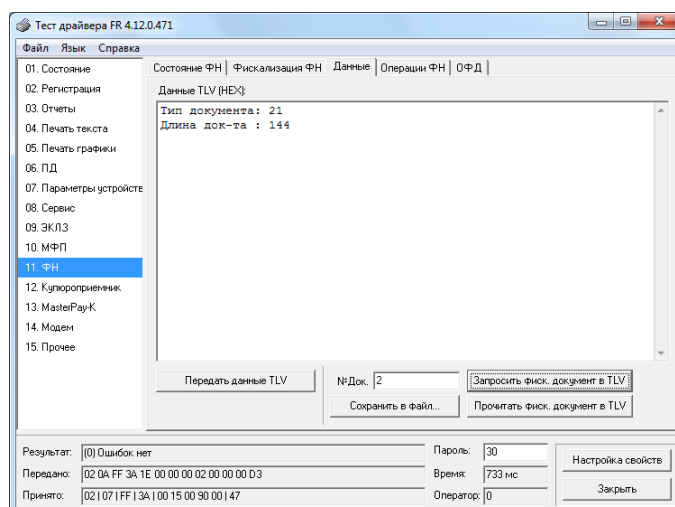 Тест драйвера FR 4.12.0.471
Файл Язык Справка
01. Состояние
02. Регистрация
03. Отчеты
04. Печать текста
05. Печать графики
06. ПД
07. Параметры устройств
08. Сервис
09. ЭКЛЗ
10. МФП
11. ФН
12. Купюроприемник
13. MasterPay-K
14. Модем
15. Прочее
Состояние ФН Фискализация ФН Данные Операции ФН ОФД
Данные TLV (HEX):
Тип документа: 21
Длина док-та : 144
Передать данные TLV №Док. 2 Запросить фиск. документ в TLV
Сохранить в файл... Прочитать фиск. документ в TLV
Результат: (0) Ошибок нет Пароль: 30 Настройка свойств
Передано: 02 0A FF 3A 1E 00 00 00 02 00 00 00 D3 Время: 733 мс
Принято: 02 | 07 | FF | 3A | 00 15 00 90 00 | 47 Оператор: 0 Закрыть